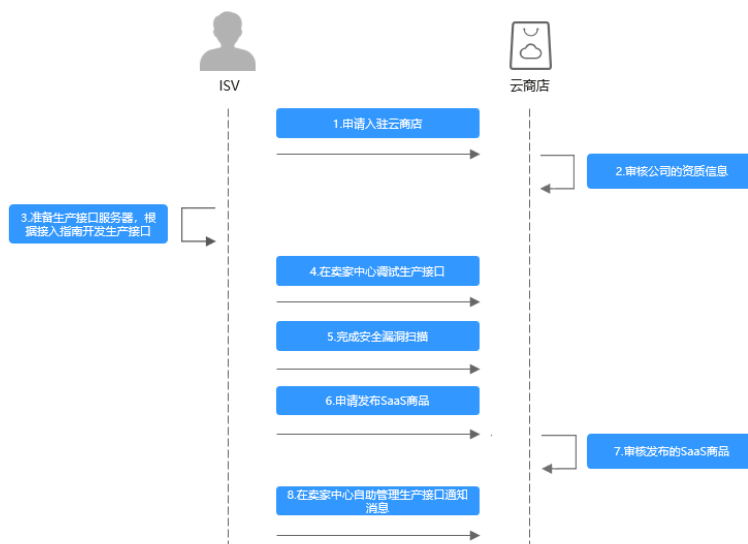 ISV
云商店
1.申请入驻云商店
2.审核公司的资质信息
3.准备生产接口服务器，根
据接入指南开发生产接口
4.在卖家中心调试生产接口
5.完成安全漏洞扫描
6.申请发布SaaS商品
7.审核发布的SaaS商品
8.在卖家中心自助管理生产接口通知
消息